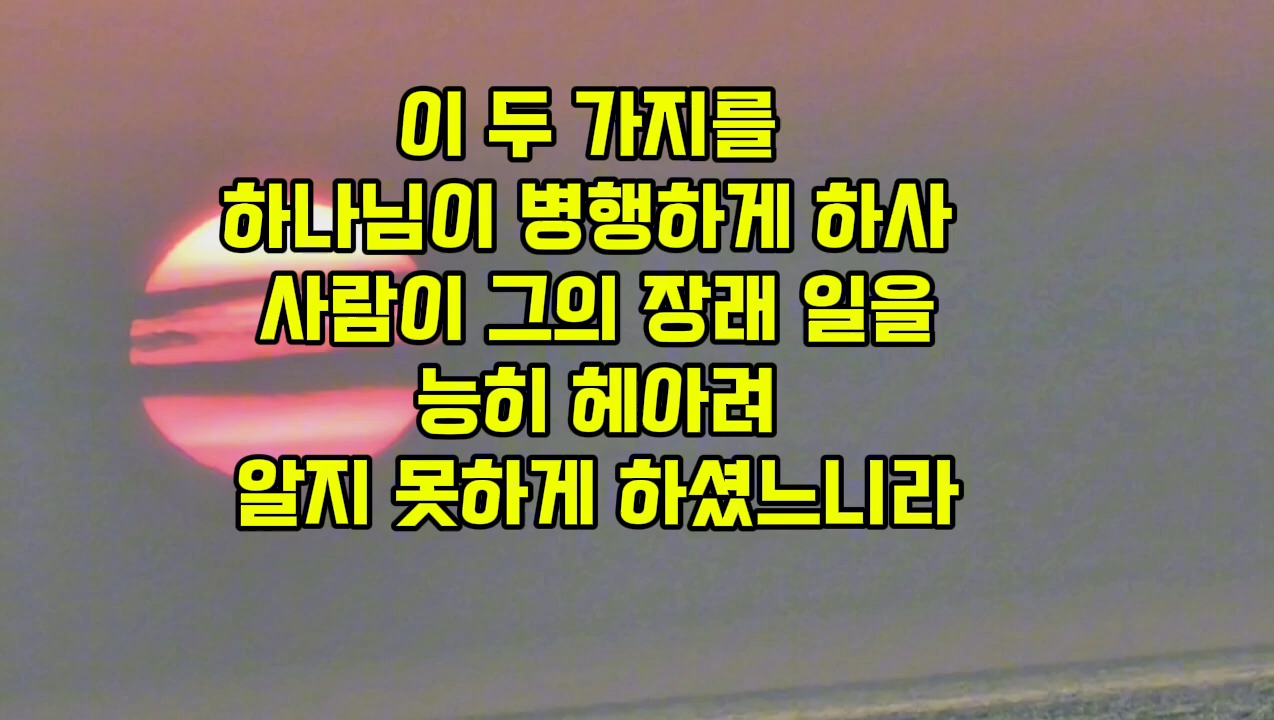 이 두 가지를
하나님이 병행하게 하사
사람이 그의 장래 일을
능히 헤아려
알지 못하게 하셨느니라